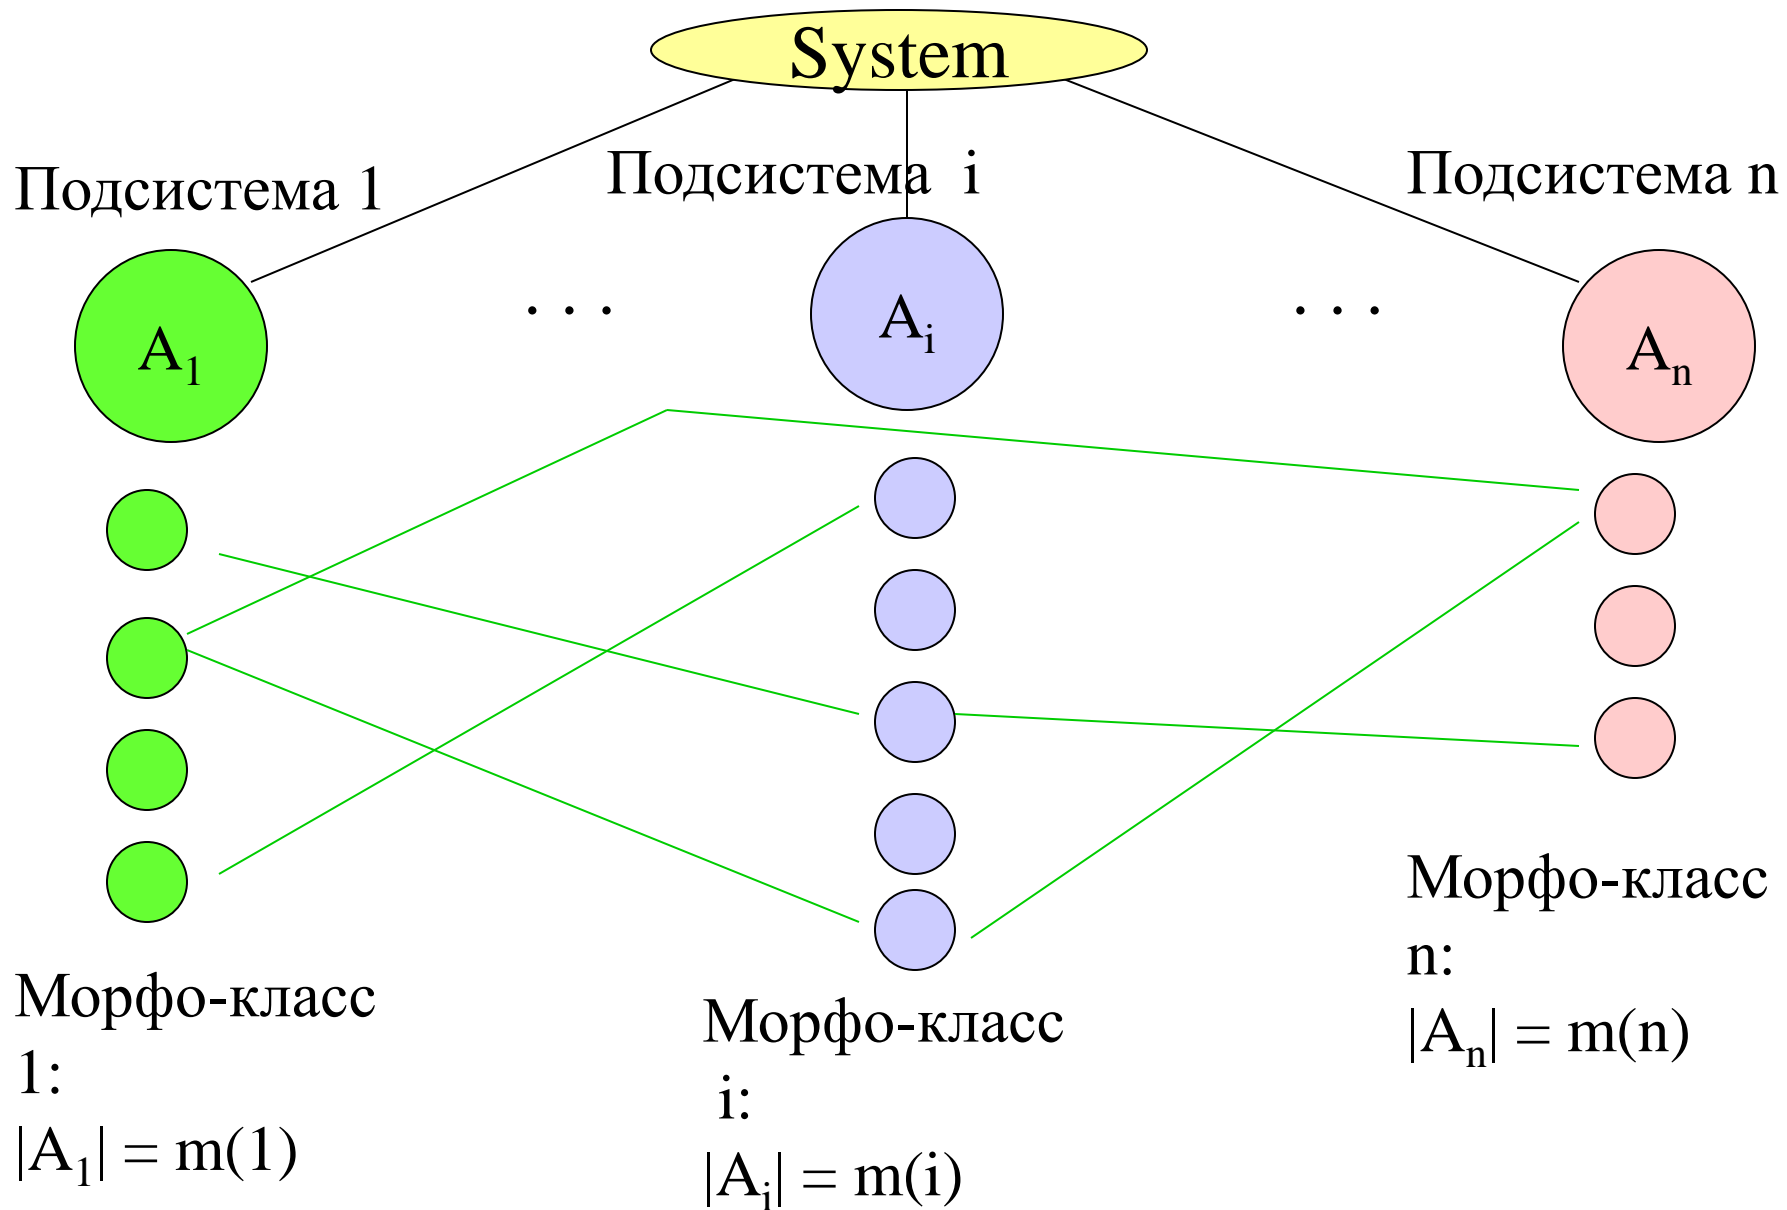 System
Подсистема 1
Подсистема i
Подсистема n
A₁
. . .
Aᵢ
. . .
Aₙ
Морфо-класс
1:
|A₁| = m(1)
Морфо-класс
i:
|Aᵢ| = m(i)
Морфо-класс
n:
|Aₙ| = m(n)